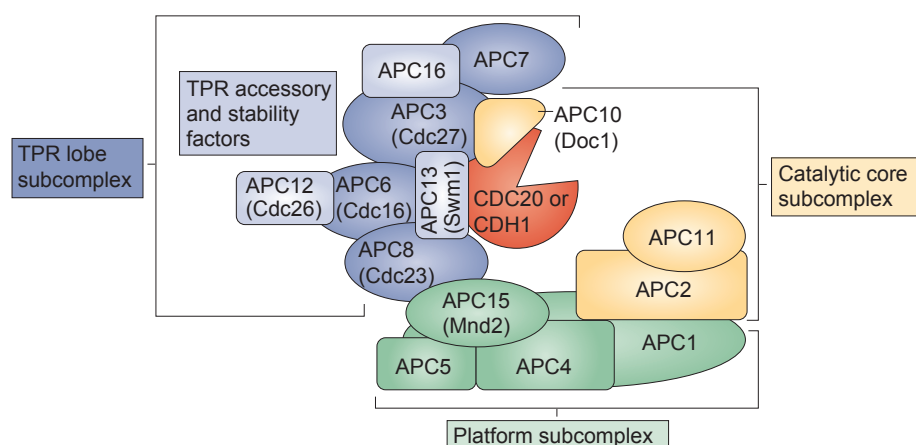 APC7
APC16
TPR accessory
and stability
factors
APC3
(Cdc27)
APC10
(Doc1)
TPR lobe
subcomplex
Catalytic core
subcomplex
APC12
(Cdc26)
APC6
(Cdc16)
APC13
(Swm1)
CDC20 or
CDH1
APC11
APC8
(Cdc23)
APC2
APC15
(Mnd2)
APC1
APC5
APC4
Platform subcomplex